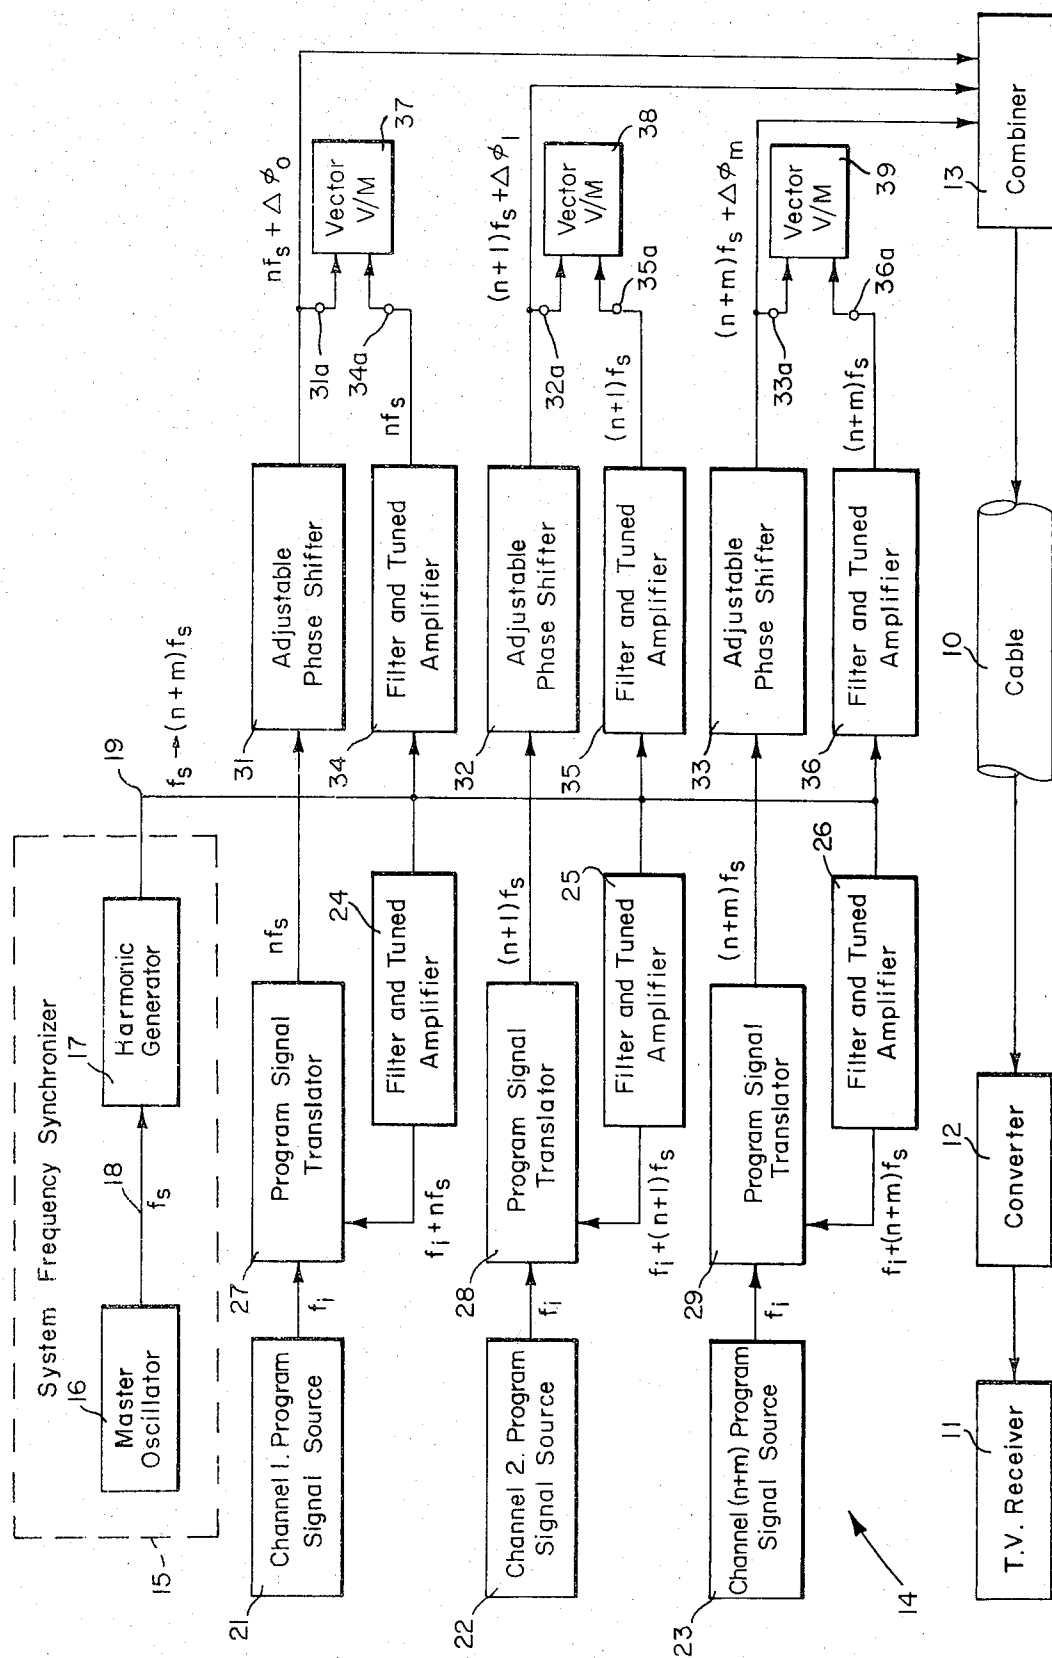 System Frequency Synchronizer
15
16
Master
Oscillator
18
fs
17
Harmonic
Generator
19
fs → (n+m)fs
21
Channel 1. Program
Signal Source
fi
27
Program Signal
Translator
nfs
31
Adjustable
Phase Shifter
nfs + Δϕo
31a
Vector
V/M
37
fi+nfs
24
Filter and Tuned
Amplifier
34
Filter and Tuned
Amplifier
nfs
34a
22
Channel 2. Program
Signal Source
fi
28
Program Signal
Translator
(n+1)fs
32
Adjustable
Phase Shifter
(n+1)fs + Δϕ1
32a
Vector
V/M
38
fi+(n+1)fs
25
Filter and Tuned
Amplifier
35
Filter and Tuned
Amplifier
(n+1)fs
35a
23
Channel (n+m) Program
Signal Source
fi
29
Program Signal
Translator
(n+m)fs
33
Adjustable
Phase Shifter
(n+m)fs + Δϕm
33a
Vector
V/M
39
fi+(n+m)fs
26
Filter and Tuned
Amplifier
36
Filter and Tuned
Amplifier
(n+m)fs
36a
14
11
T.V. Receiver
12
Converter
10
Cable
13
Combiner